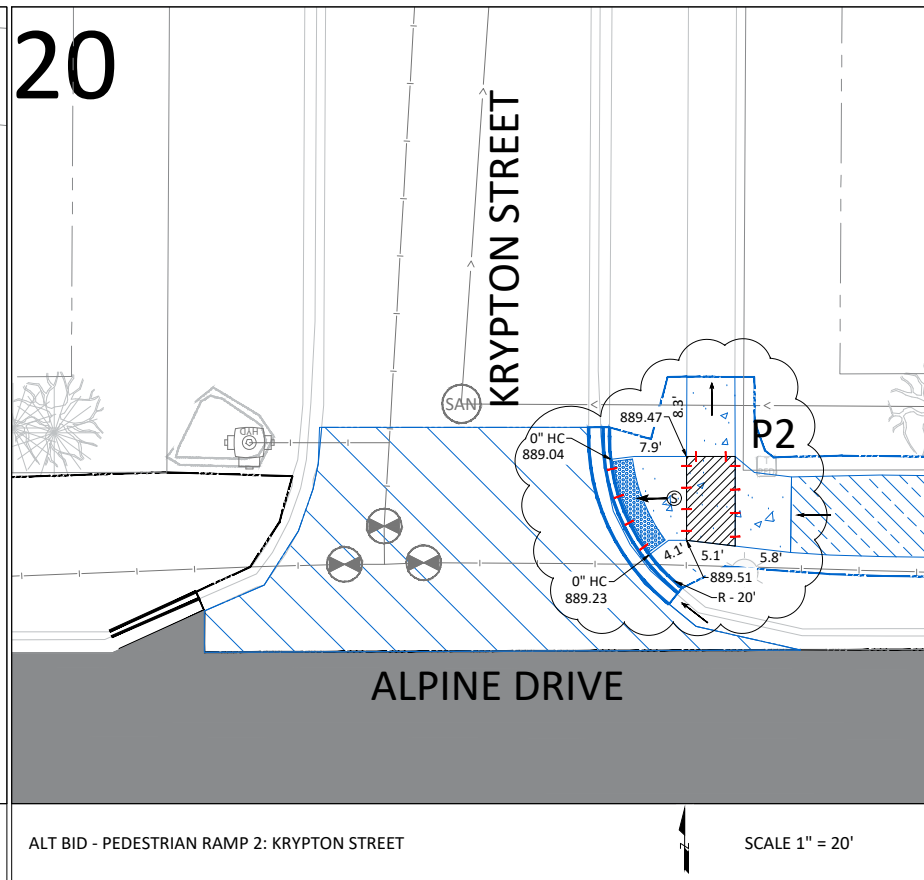 20
KRYPTON STREET
SAN
HYD
P2
889.47
8.3'
7.9'
0" HC
889.04
S
4.1'
5.1'
5.8'
0" HC
889.23
889.51
R - 20'
ALPINE DRIVE
ALT BID - PEDESTRIAN RAMP 2: KRYPTON STREET
N
SCALE 1" = 20'